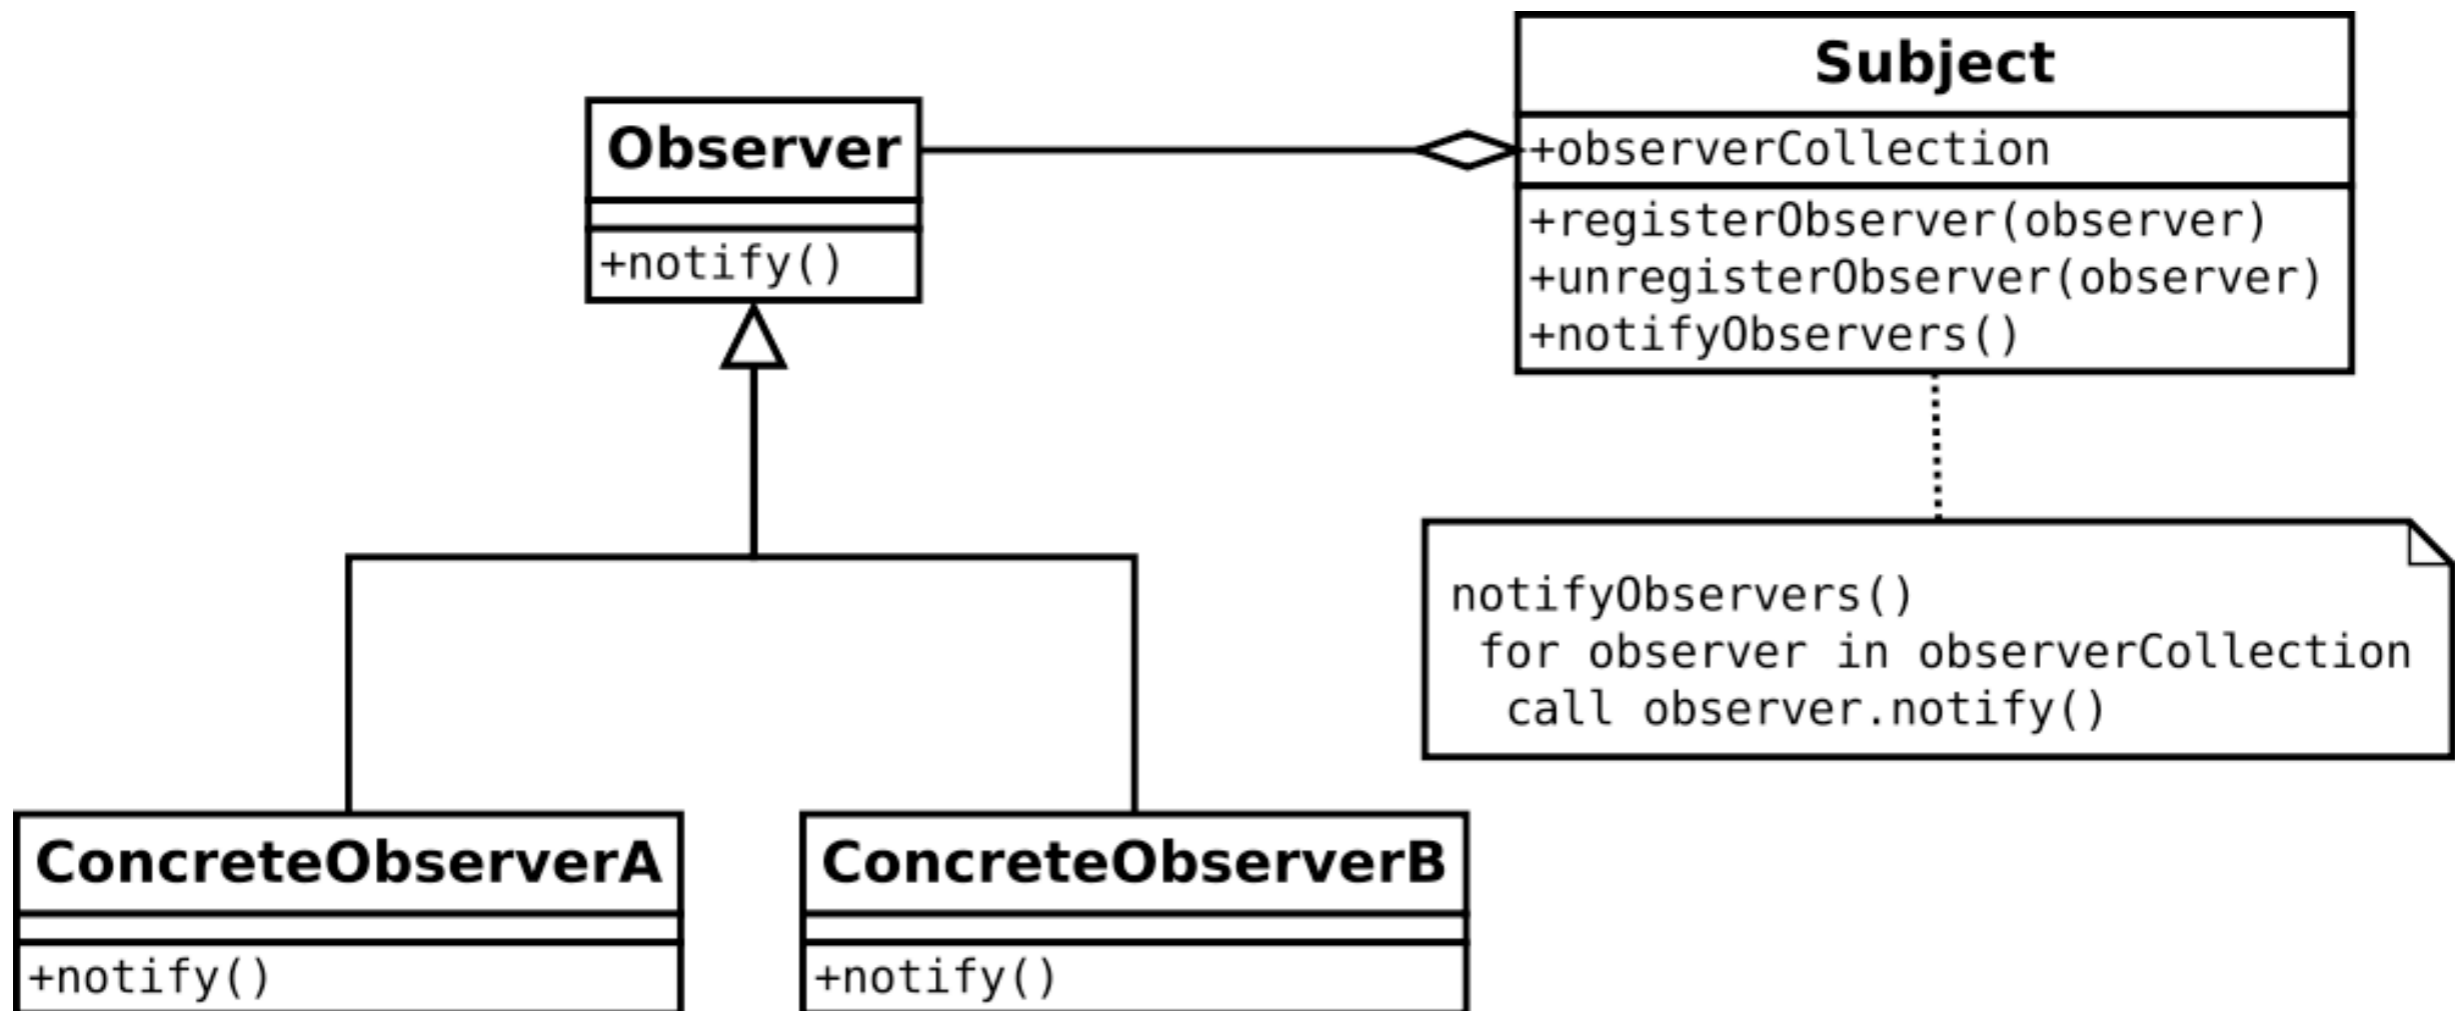 Subject
+observerCollection
+registerObserver(observer)
+unregisterObserver(observer)
+notifyObservers()
Observer
+notify()
notifyObservers()
for observer in observerCollection
call observer.notify()
ConcreteObserverA
+notify()
ConcreteObserverB
+notify()